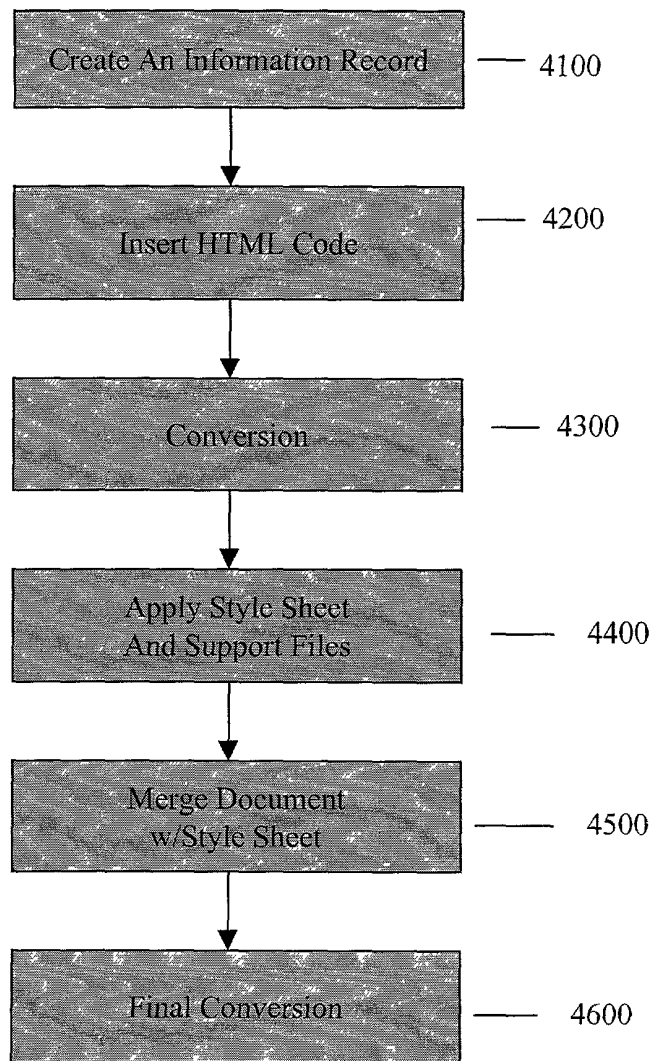 Create An Information Record
4100
Insert HTML Code
4200
Conversion
4300
Apply Style Sheet
And Support Files
4400
Merge Document
w/Style Sheet
4500
Final Conversion
4600